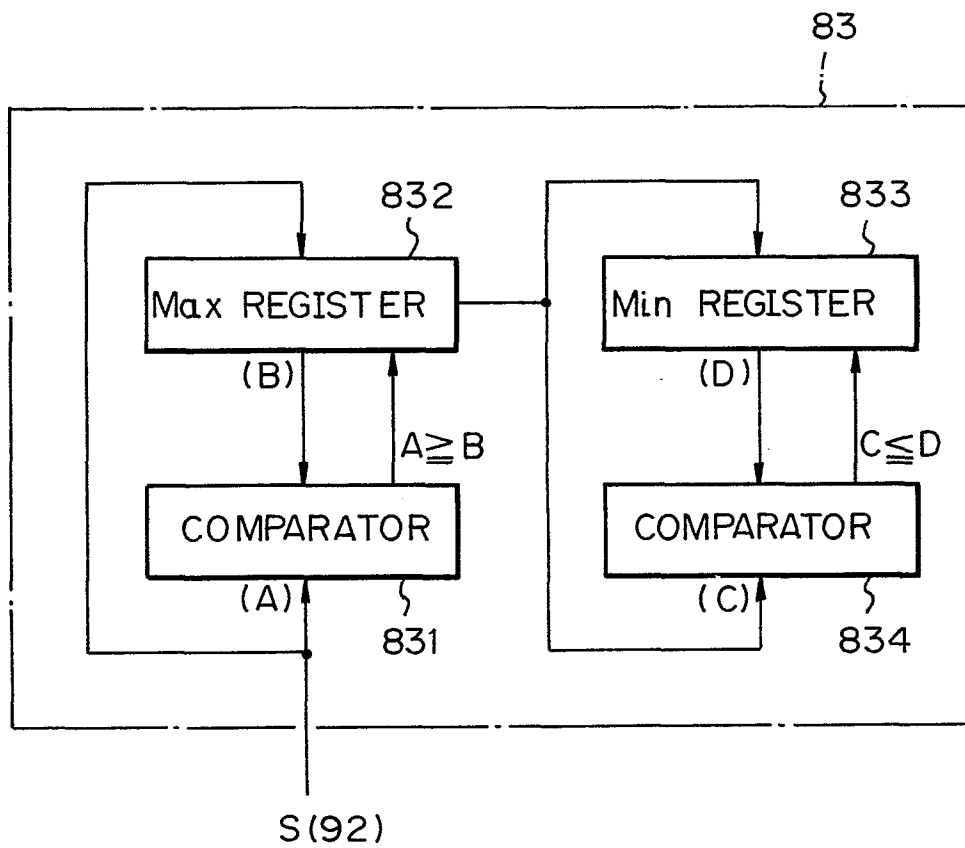 83
832
833
Max REGISTER
Min REGISTER
(B)
(D)
A≧B
C≦D
COMPARATOR
COMPARATOR
(A)
(C)
831
834
S(92)